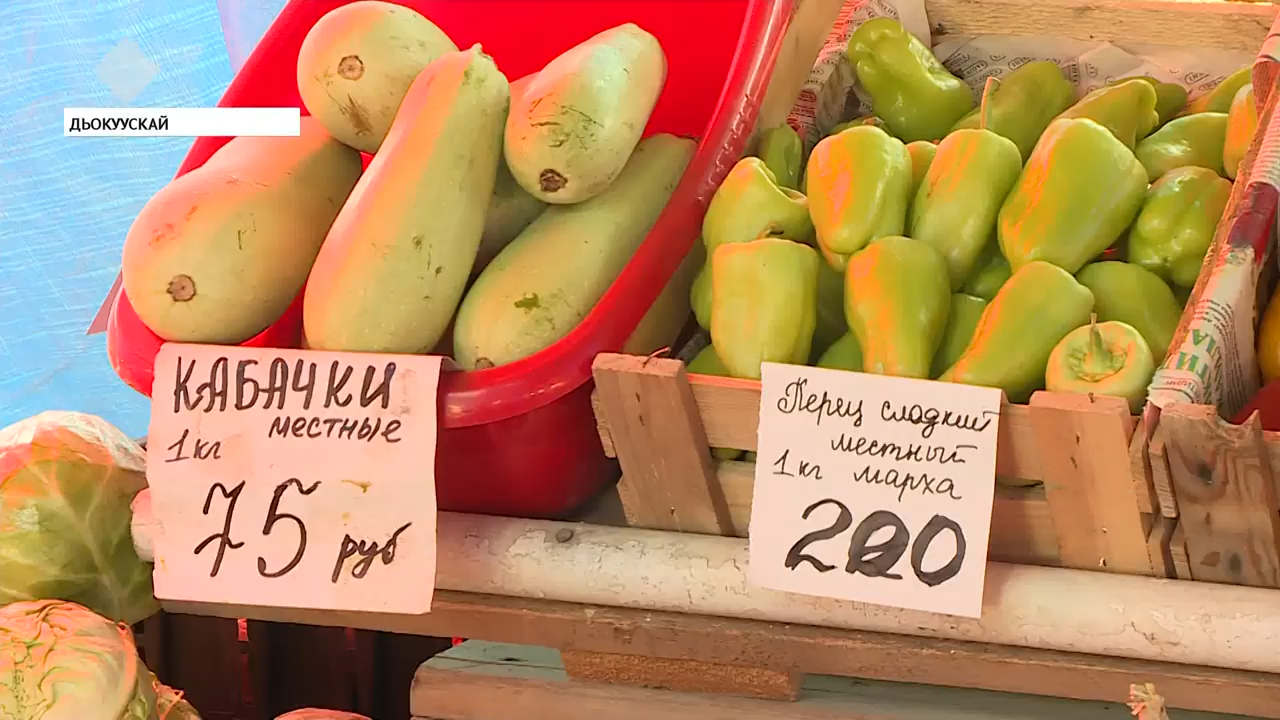 ДЬОКУУСКАЙ
КАБАЧКИ
местные
1кг
75 руб
Перец сладкий
местный
1кг марха
200